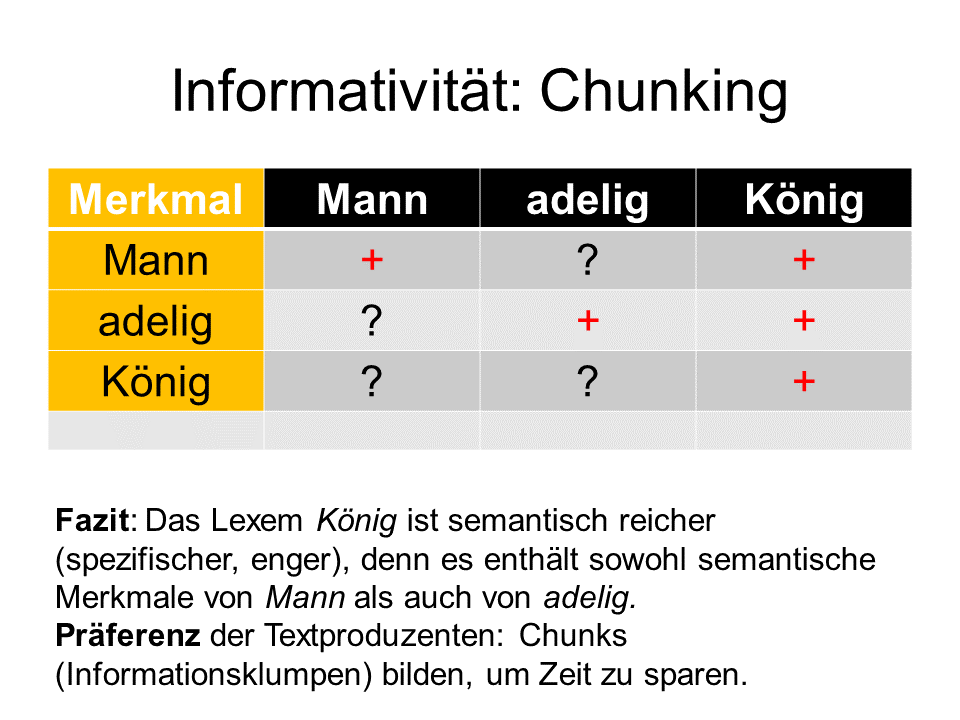 Informativität: Chunking
Merkmal Mann adelig König
Mann + ? +
adelig ? + +
König ? ? +
Fazit: Das Lexem König ist semantisch reicher
(spezifischer, enger), denn es enthält sowohl semantische
Merkmale von Mann als auch von adelig.
Präferenz der Textproduzenten: Chunks
(Informationsklumpen) bilden, um Zeit zu sparen.